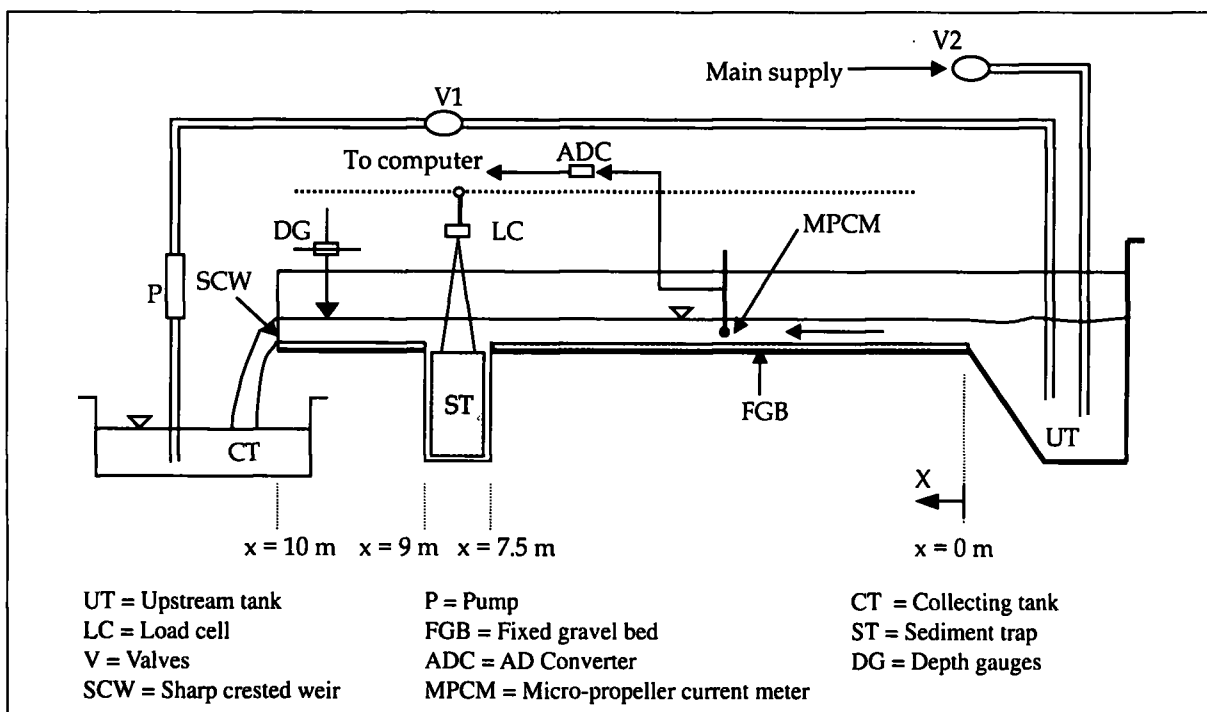 V2
Main supply
V1
To computer
ADC
DG
LC
MPCM
SCW
P
ST
FGB
CT
UT
X
x = 10 m x = 9 m x = 7.5 m x = 0 m
UT = Upstream tank P = Pump CT = Collecting tank
LC = Load cell FGB = Fixed gravel bed ST = Sediment trap
V = Valves ADC = AD Converter DG = Depth gauges
SCW = Sharp crested weir MPCM = Micro-propeller current meter